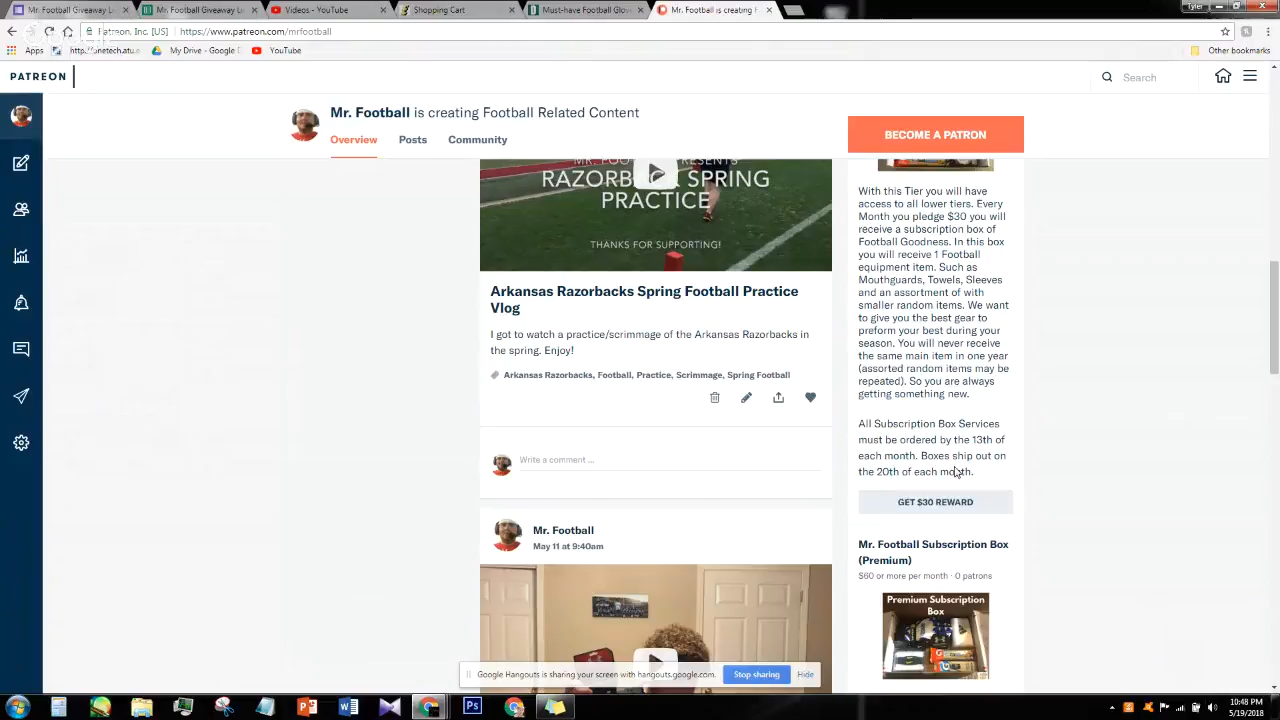 Mr. Football Giveaway Li
Mr. Football Giveaway L
Videos - YouTube
Shopping Cart
Must-have Football Glov
Mr. Football is creating F
Tyler
Patreon, Inc. [US]
https://www.patreon.com/mrfootball
Apps
My Drive - Google D
YouTube
Other bookmarks
PATREON
Search
Mr. Football is creating Football Related Content
Overview
Posts
Community
BECOME A PATRON
RAZORBACK SPRING
PRACTICE
THANKS FOR SUPPORTING!
Arkansas Razorbacks Spring Football Practice
Vlog
I got to watch a practice/scrimmage of the Arkansas Razorbacks in
the spring. Enjoy!
Arkansas Razorbacks, Football, Practice, Scrimmage, Spring Football
Write a comment ...
Mr. Football
May 11 at 9:40am
With this Tier you will have
access to all lower tiers. Every
Month you pledge $30 you will
receive a subscription box of
Football Goodness. In this box
you will receive 1 Football
equipment item. Such as
Mouthguards, Towels, Sleeves
and an assortment of with
smaller random items. We want
to give you the best gear to
preform your best during your
season. You will never receive
the same main item in one year
(assorted random items may be
repeated). So you are always
getting something new.
All Subscription Box Services
must be ordered by the 13th of
each month. Boxes ship out on
the 20th of each month.
GET $30 REWARD
Mr. Football Subscription Box
(Premium)
$60 or more per month · 0 patrons
Premium Subscription
Box
Google Hangouts is sharing your screen with hangouts.google.com.
Stop sharing
Hide
10:48 PM
5/19/2018